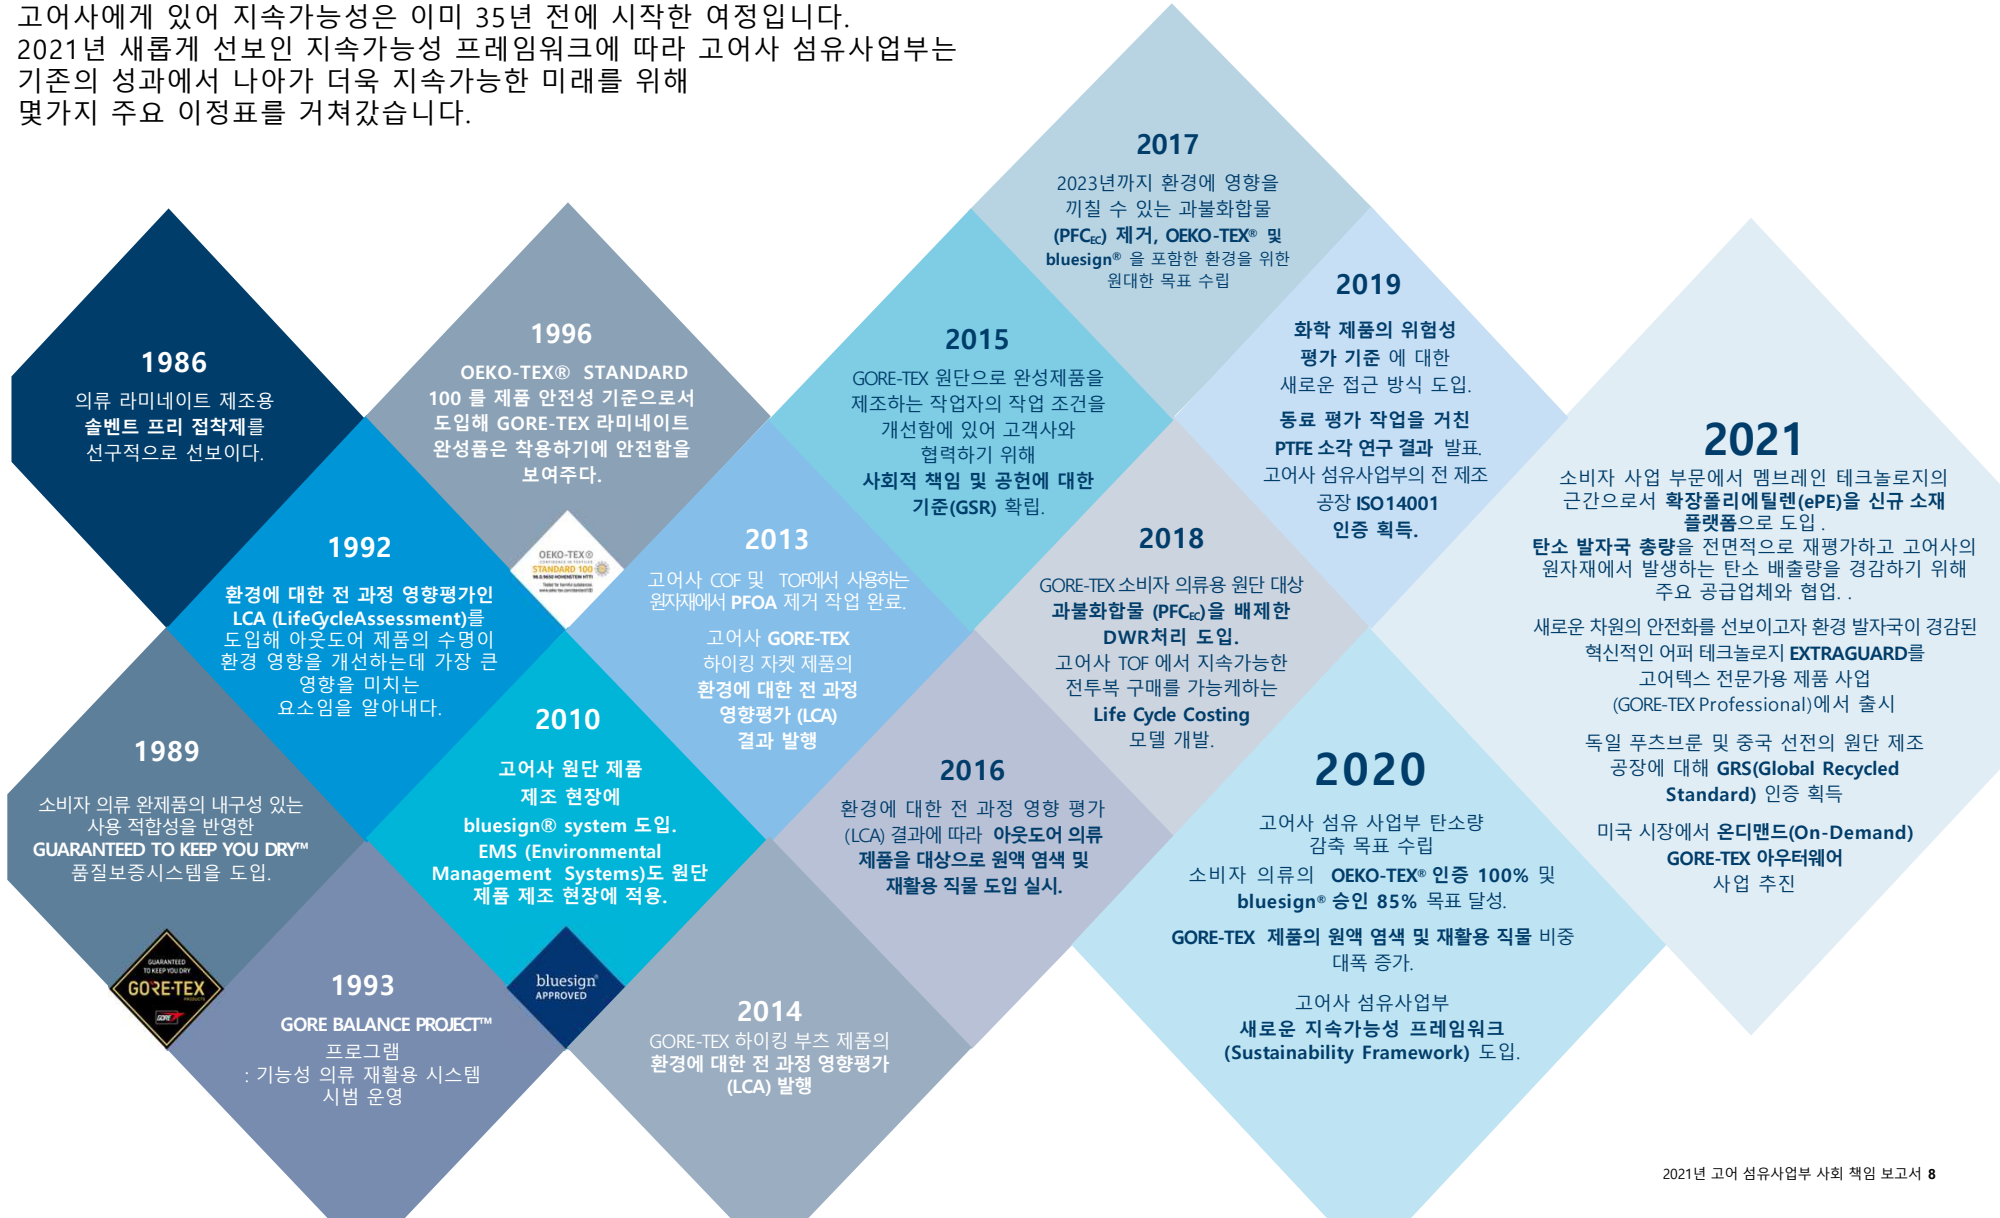 고어사에게 있어 지속가능성은 이미 35년 전에 시작한 여정입니다.
2021년 새롭게 선보인 지속가능성 프레임워크에 따라 고어사 섬유사업부는
기존의 성과에서 나아가 더욱 지속가능한 미래를 위해
몇가지 주요 이정표를 거쳐갔습니다.
1986
의류 라미네이트 제조용
솔벤트 프리 접착제를
선구적으로 선보이다.
1989
소비자 의류 완제품의 내구성 있는
사용 적합성을 반영한
GUARANTEED TO KEEP YOU DRY™
품질보증시스템을 도입.
GUARANTEED
TO KEEP YOU DRY
GORE-TEX
PRODUCTS
GORE
1992
환경에 대한 전 과정 영향평가인
LCA (LifeCycleAssessment)를
도입해 아웃도어 제품의 수명이
환경 영향을 개선하는데 가장 큰
영향을 미치는
요소임을 알아내다.
1993
GORE BALANCE PROJECT™
프로그램
: 기능성 의류 재활용 시스템
시범 운영
1996
OEKO-TEX® STANDARD
100 를 제품 안전성 기준으로서
도입해 GORE-TEX 라미네이트
완성품은 착용하기에 안전함을
보여주다.
OEKO-TEX®
CONFIDENCE IN TEXTILES
STANDARD 100
98.0.9650 HOHENSTEIN HTTI
Tested for harmful substances
www.oeko-tex.com/standard100
2010
고어사 원단 제품
제조 현장에
bluesign® system 도입.
EMS (Environmental
Management Systems)도 원단
제품 제조 현장에 적용.
bluesign®
APPROVED
2013
고어사 COF 및 TOP에서 사용하는
원자재에서 PFOA 제거 작업 완료.
고어사 GORE-TEX
하이킹 자켓 제품의
환경에 대한 전 과정
영향평가 (LCA)
결과 발행
2014
GORE-TEX 하이킹 부츠 제품의
환경에 대한 전 과정 영향평가
(LCA) 발행
2015
GORE-TEX 원단으로 완성제품을
제조하는 작업자의 작업 조건을
개선함에 있어 고객사와
협력하기 위해
사회적 책임 및 공헌에 대한
기준(GSR) 확립.
2016
환경에 대한 전 과정 영향 평가
(LCA) 결과에 따라 아웃도어 의류
제품을 대상으로 원액 염색 및
재활용 직물 도입 실시.
2017
2023년까지 환경에 영향을
끼칠 수 있는 과불화합물
(PFCEC) 제거, OEKO-TEX® 및
bluesign® 을 포함한 환경을 위한
원대한 목표 수립
2018
GORE-TEX 소비자 의류용 원단 대상
과불화합물 (PFCEC)을 배제한
DWR처리 도입.
고어사 TOF 에서 지속가능한
전투복 구매를 가능케하는
Life Cycle Costing
모델 개발.
2019
화학 제품의 위험성
평가 기준 에 대한
새로운 접근 방식 도입.
동료 평가 작업을 거친
PTFE 소각 연구 결과 발표.
고어사 섬유사업부의 전 제조
공장 ISO14001
인증 획득.
2020
고어사 섬유 사업부 탄소량
감축 목표 수립
소비자 의류의 OEKO-TEX® 인증 100% 및
bluesign® 승인 85% 목표 달성.
GORE-TEX 제품의 원액 염색 및 재활용 직물 비중
대폭 증가.
고어사 섬유사업부
새로운 지속가능성 프레임워크
(Sustainability Framework) 도입.
2021
소비자 사업 부문에서 멤브레인 테크놀로지의
근간으로서 확장폴리에틸렌(ePE)을 신규 소재
플랫폼으로 도입 .
탄소 발자국 총량을 전면적으로 재평가하고 고어사의
원자재에서 발생하는 탄소 배출량을 경감하기 위해
주요 공급업체와 협업. .
새로운 차원의 안전화를 선보이고자 환경 발자국이 경감된
혁신적인 어퍼 테크놀로지 EXTRAGUARD를
고어텍스 전문가용 제품 사업
(GORE-TEX Professional)에서 출시
독일 푸츠브룬 및 중국 선전의 원단 제조
공장에 대해 GRS(Global Recycled
Standard) 인증 획득
미국 시장에서 온디맨드(On-Demand)
GORE-TEX 아우터웨어
사업 추진
2021년 고어 섬유사업부 사회 책임 보고서 8